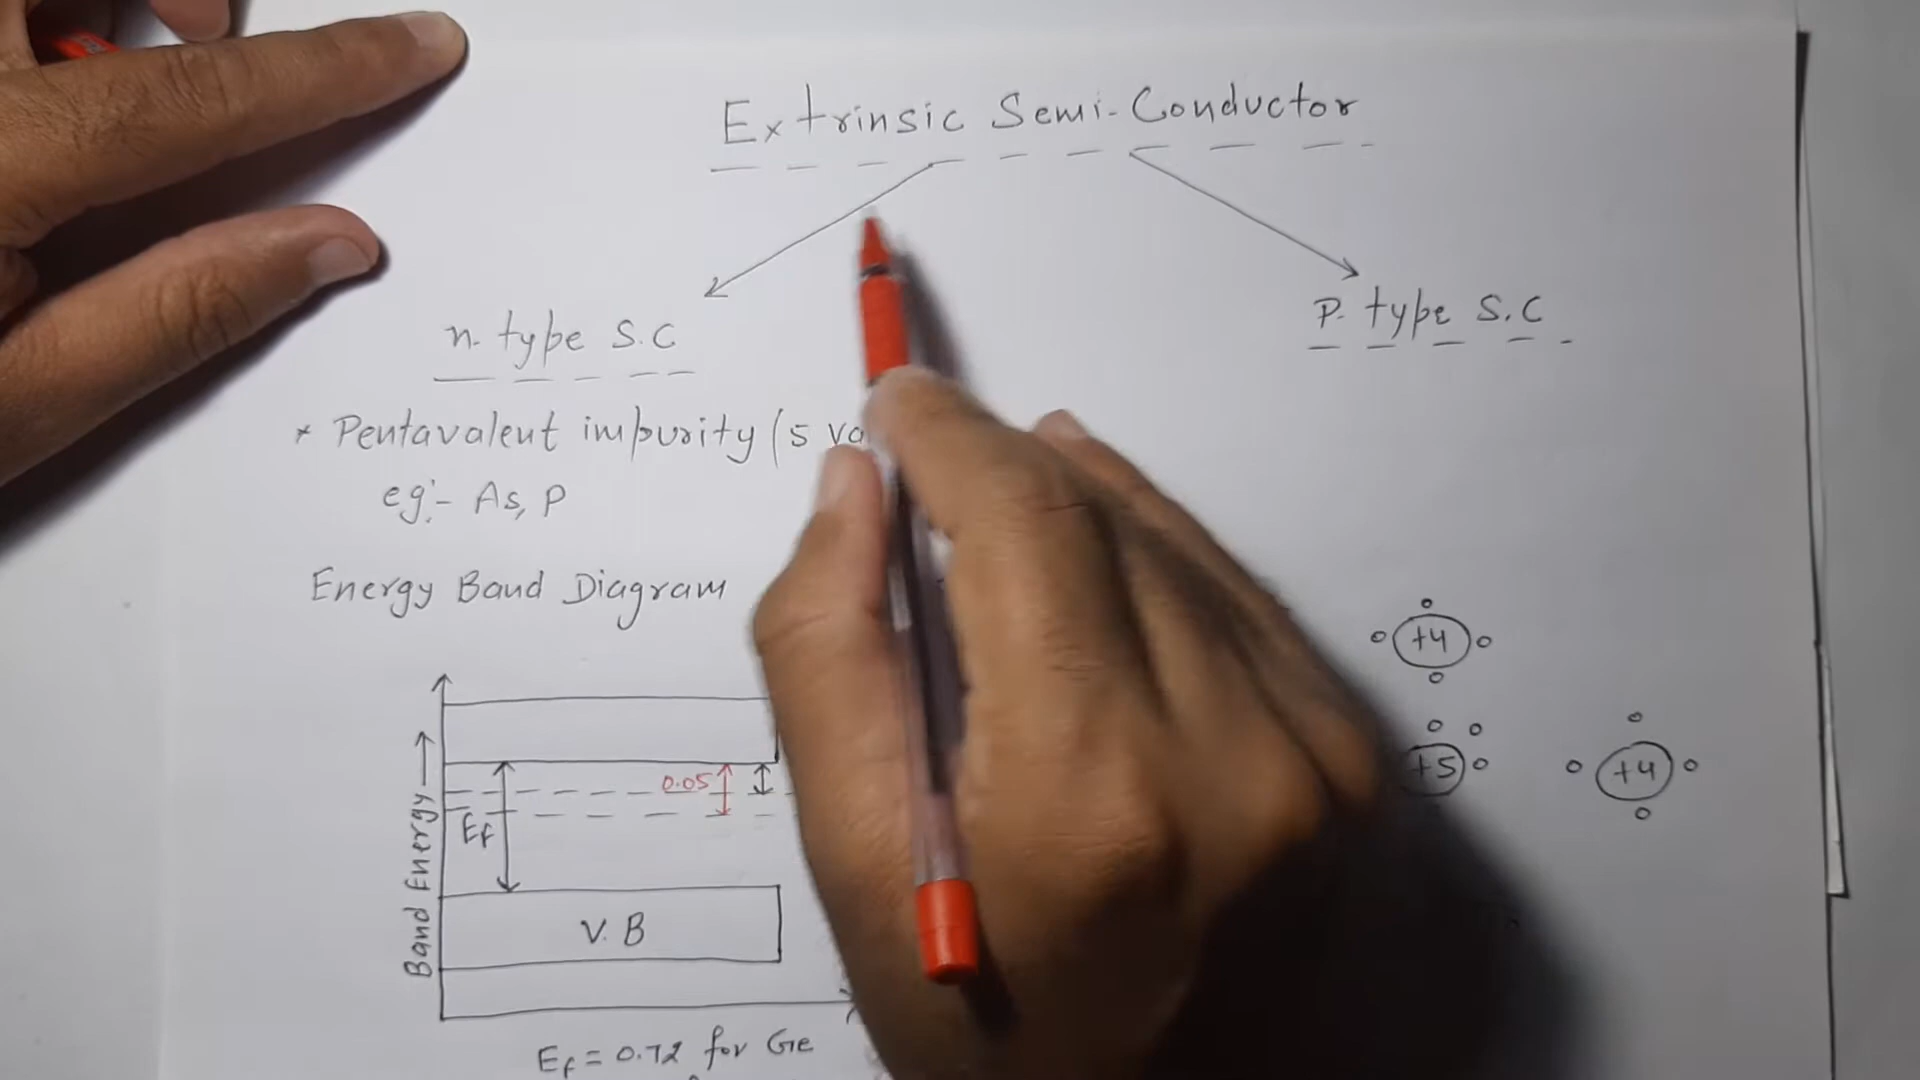 Extrinsic Semi-Conductor
n- type S.C
P- type S.C
* Pentavalent impurity (5 va
eg:- As, P
Energy Band Diagram
+4
+5
+4
0.05
Ef
Band Energy →
V. B
Ef = 0.72 for Ge